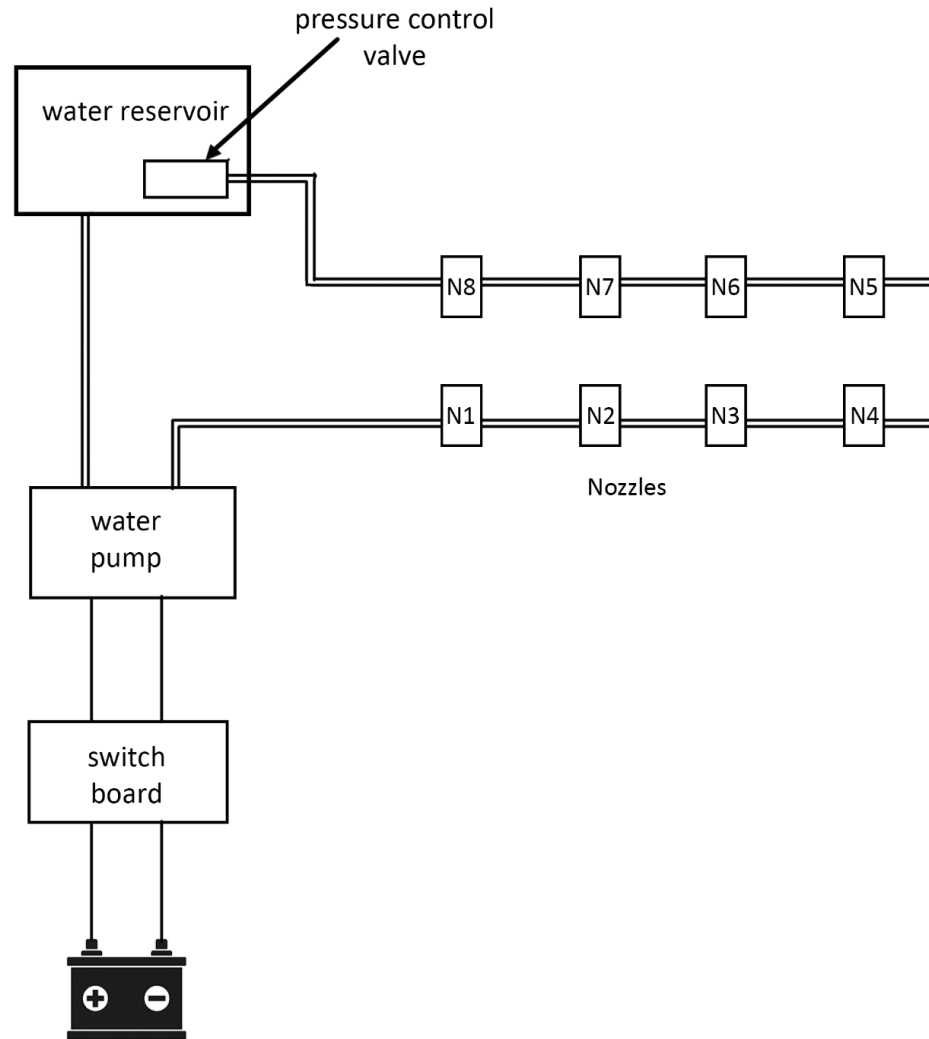 pressure control
valve
water reservoir
N8 N7 N6 N5
N1 N2 N3 N4
Nozzles
water
pump
switch
board
+ −